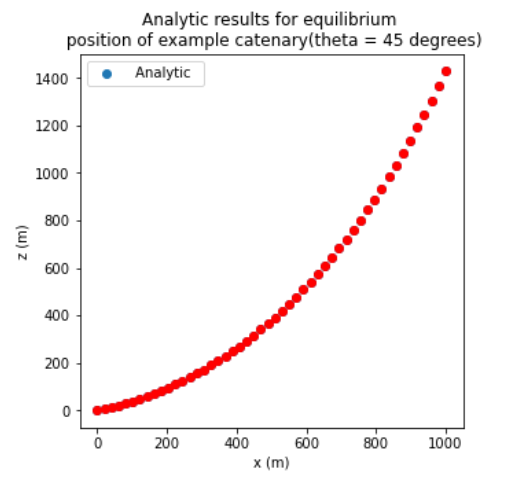 Analytic results for equilibrium
position of example catenary(theta = 45 degrees)
Analytic
1400
1200
1000
800
600
400
200
0
z (m)
0 200 400 600 800 1000
x (m)